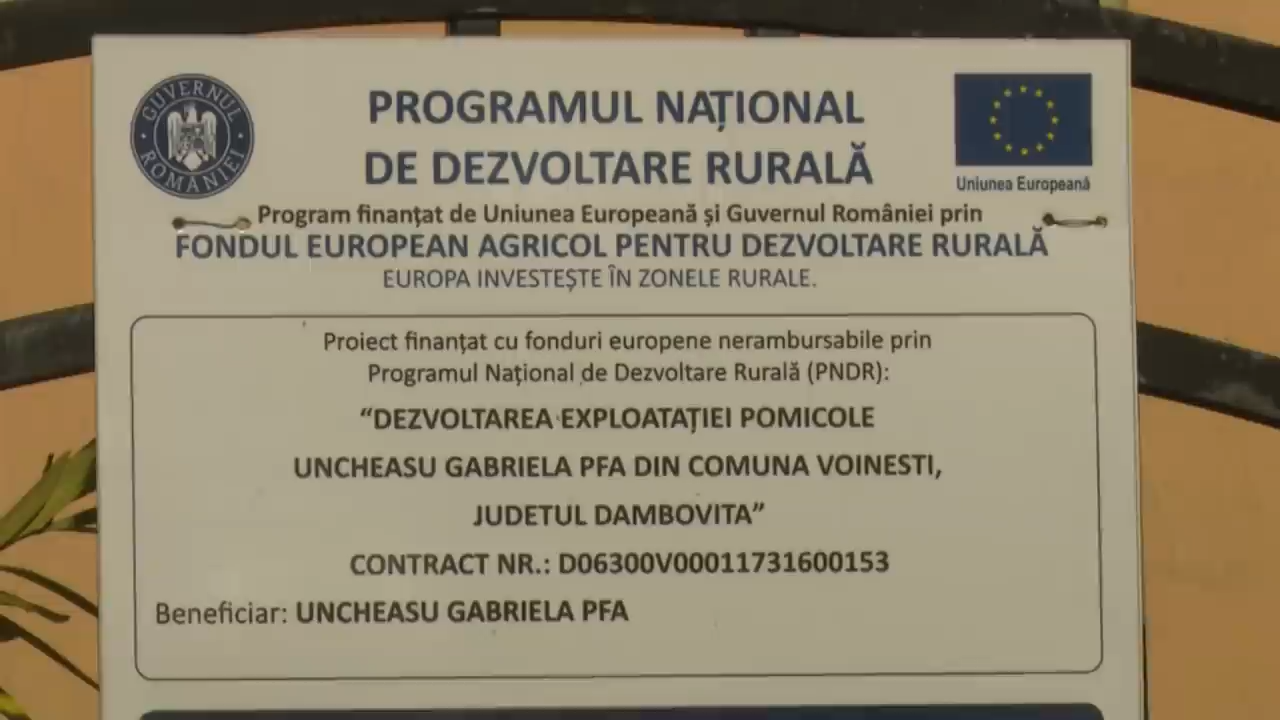 GUVERNUL ROMÂNIEI
PROGRAMUL NAȚIONAL
DE DEZVOLTARE RURALĂ
Uniunea Europeană
Program finanțat de Uniunea Europeană și Guvernul României prin
FONDUL EUROPEAN AGRICOL PENTRU DEZVOLTARE RURALĂ
EUROPA INVESTEȘTE ÎN ZONELE RURALE.
Proiect finanțat cu fonduri europene nerambursabile prin
Programul Național de Dezvoltare Rurală (PNDR):
“DEZVOLTAREA EXPLOATAȚIEI POMICOLE
UNCHEASU GABRIELA PFA DIN COMUNA VOINESTI,
JUDETUL DAMBOVITA”
CONTRACT NR.: D06300V00011731600153
Beneficiar: UNCHEASU GABRIELA PFA